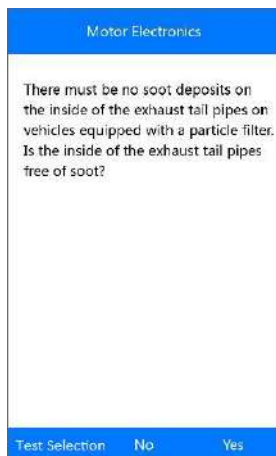 Motor Electronics
There must be no soot deposits on
the inside of the exhaust tail pipes on
vehicles equipped with a particle filter.
Is the inside of the exhaust tail pipes
free of soot?
Test Selection No Yes